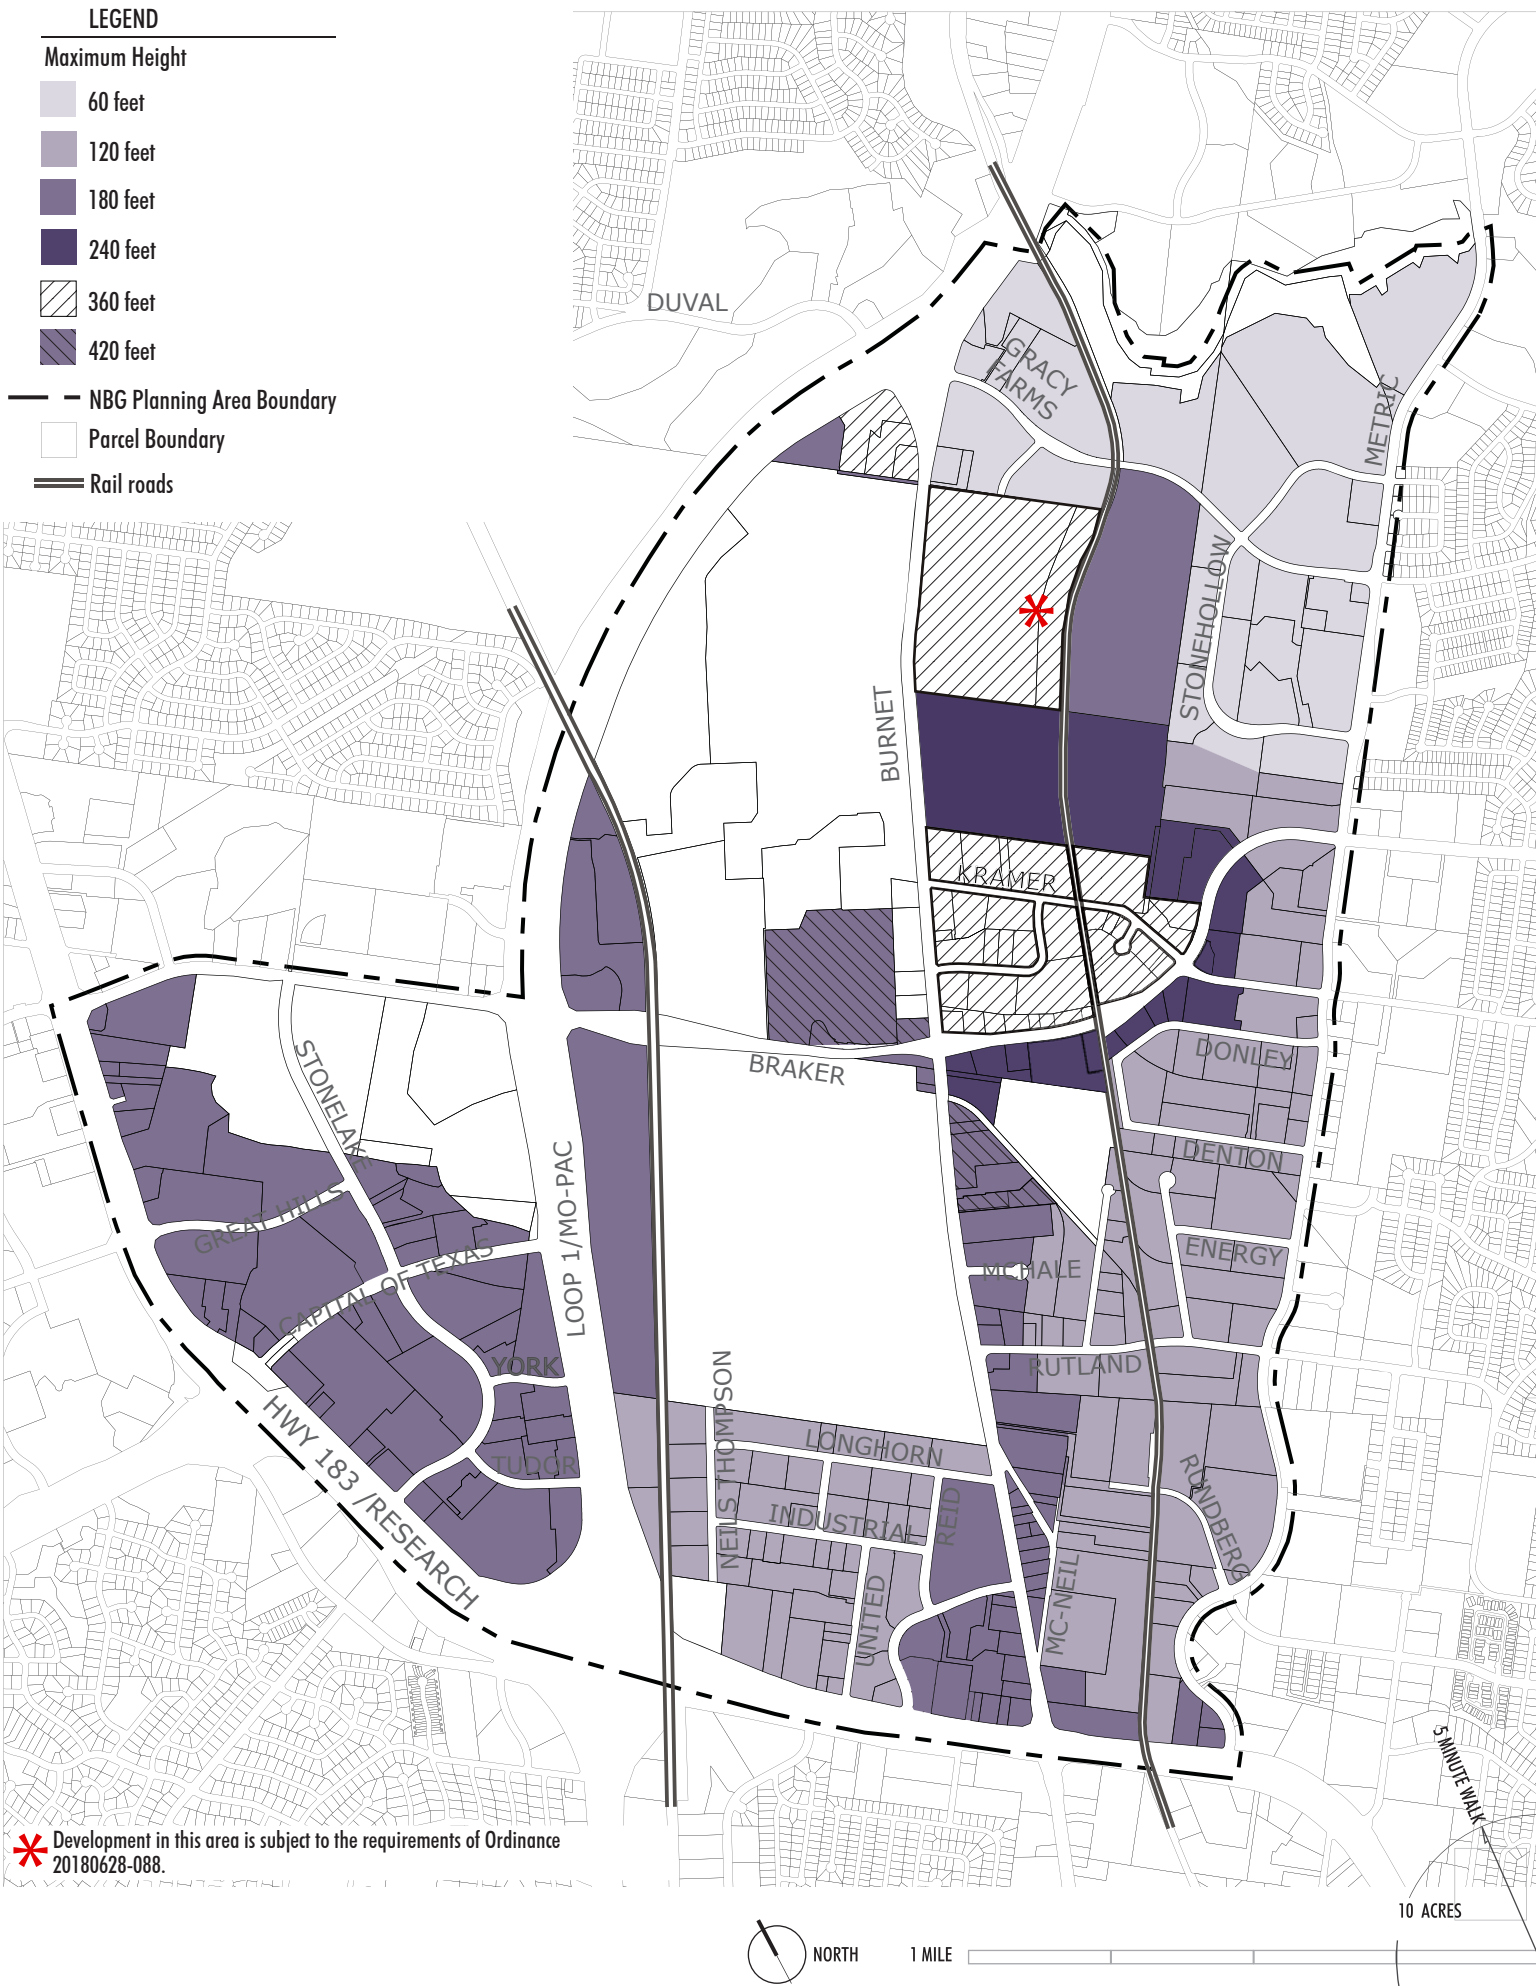 LEGEND
Maximum Height
60 feet
120 feet
180 feet
240 feet
360 feet
420 feet
NBG Planning Area Boundary
Parcel Boundary
Rail roads
DUVAL
GRACY
FARMS
METRIC
STONEHOLLOW
BURNET
KRAMER
BRAKER
DONLEY
STONELAKE
DENTON
LOOP 1/MO-PAC
GREAT HILLS
CAPITAL OF TEXAS
ENERGY
MCHALE
RUTLAND
YORK
NEILS THOMPSON
HWY 183 /RESEARCH
LONGHORN
TUDOR
REID
INDUSTRIAL
RUNDBERG
UNITED
MC-NEIL
5 MINUTE WALK
* Development in this area is subject to the requirements of Ordinance
20180628-088.
10 ACRES
NORTH
1 MILE